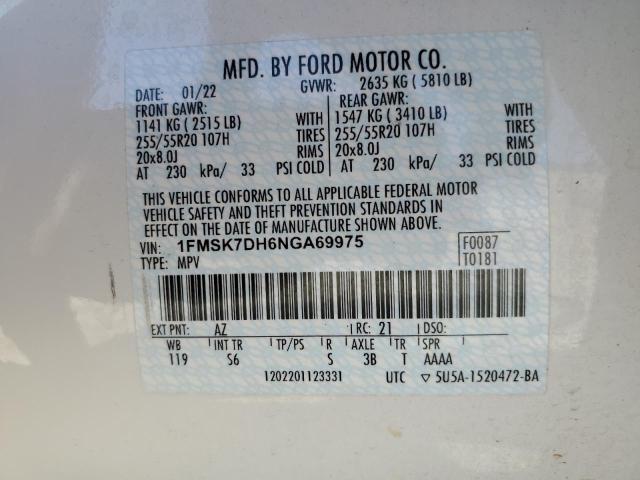 MFD. BY FORD MOTOR CO.
DATE: 01/22 GVWR: 2635 KG ( 5810 LB)
FRONT GAWR: REAR GAWR:
1141 KG ( 2515 LB) WITH 1547 KG ( 3410 LB) WITH
255/55R20 107H TIRES 255/55R20 107H TIRES
20x8.0J RIMS 20x8.0J RIMS
AT 230 kPa/ 33 PSI COLD AT 230 kPa/ 33 PSI COLD
THIS VEHICLE CONFORMS TO ALL APPLICABLE FEDERAL MOTOR
VEHICLE SAFETY AND THEFT PREVENTION STANDARDS IN
EFFECT ON THE DATE OF MANUFACTURE SHOWN ABOVE.
VIN: 1FMSK7DH6NGA69975 F0087
TYPE: MPV T0181
EXT PNT: AZ RC: 21 DSO:
WB INT TR TP/PS R AXLE TR SPR
119 S6 S 3B T AAAA
1202201123331 UTC 5U5A-1520472-BA